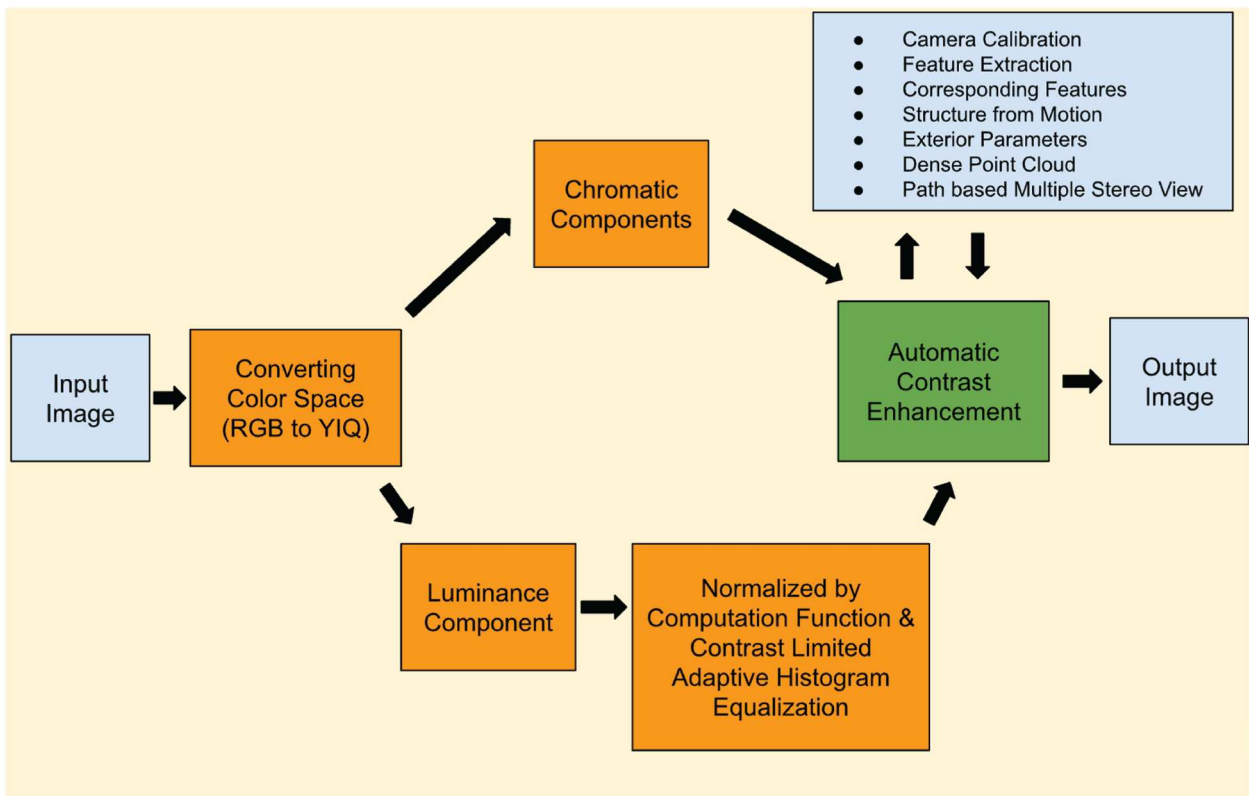 Camera Calibration
Feature Extraction
Corresponding Features
Structure from Motion
Exterior Parameters
Dense Point Cloud
Path based Multiple Stereo View
Chromatic
Components
Input
Image
Converting
Color Space
(RGB to YIQ)
Automatic
Contrast
Enhancement
Output
Image
Luminance
Component
Normalized by
Computation Function &
Contrast Limited
Adaptive Histogram
Equalization